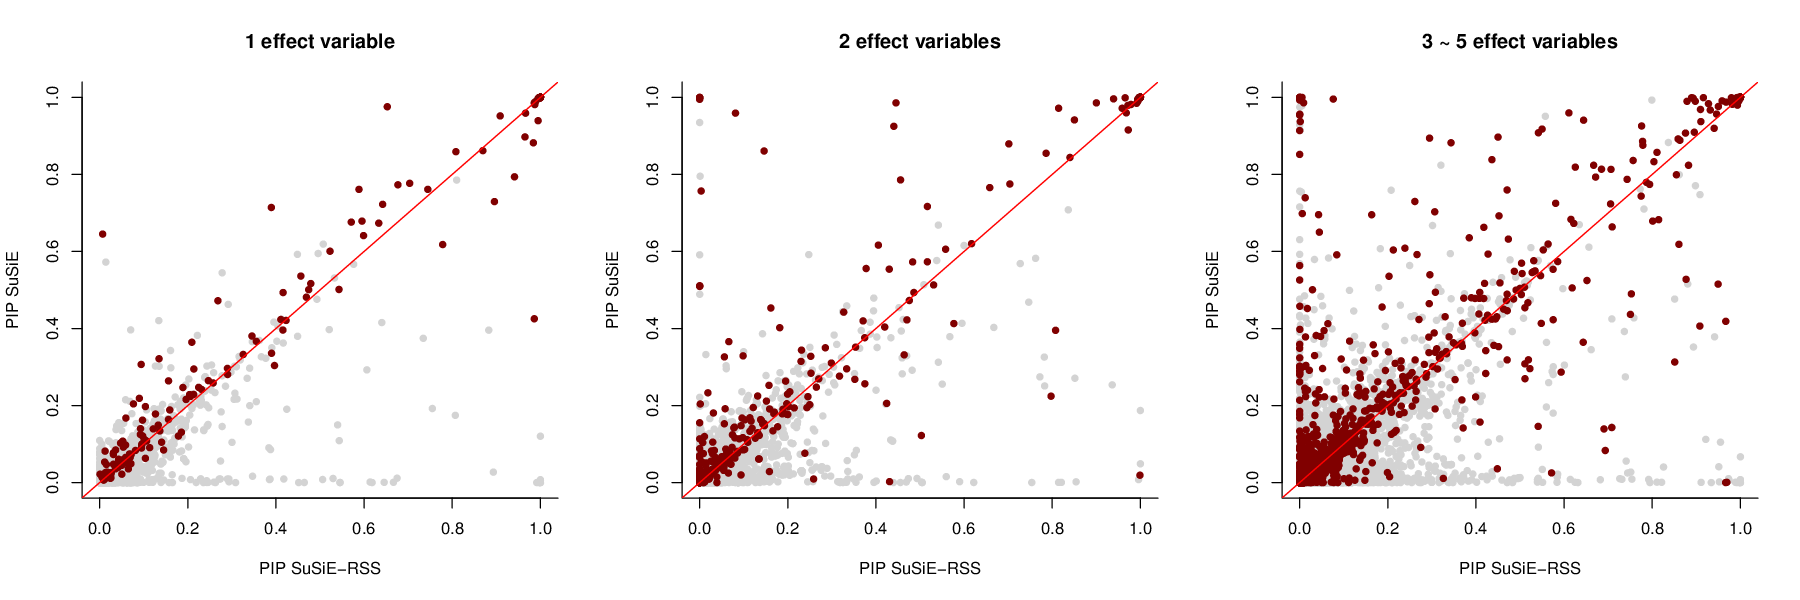 1 effect variable
2 effect variables
3 ~ 5 effect variables
PIP SuSiE
1.0
0.8
0.6
0.4
0.2
0.0
0.0 0.2 0.4 0.6 0.8 1.0
PIP SuSiE−RSS
PIP SuSiE
1.0
0.8
0.6
0.4
0.2
0.0
0.0 0.2 0.4 0.6 0.8 1.0
PIP SuSiE−RSS
PIP SuSiE
1.0
0.8
0.6
0.4
0.2
0.0
0.0 0.2 0.4 0.6 0.8 1.0
PIP SuSiE−RSS